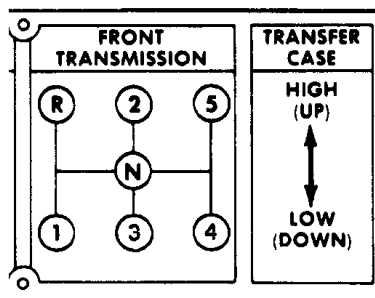 FRONT
TRANSMISSION
R 2 5
N
1 3 4
TRANSFER
CASE
HIGH
(UP)
LOW
(DOWN)